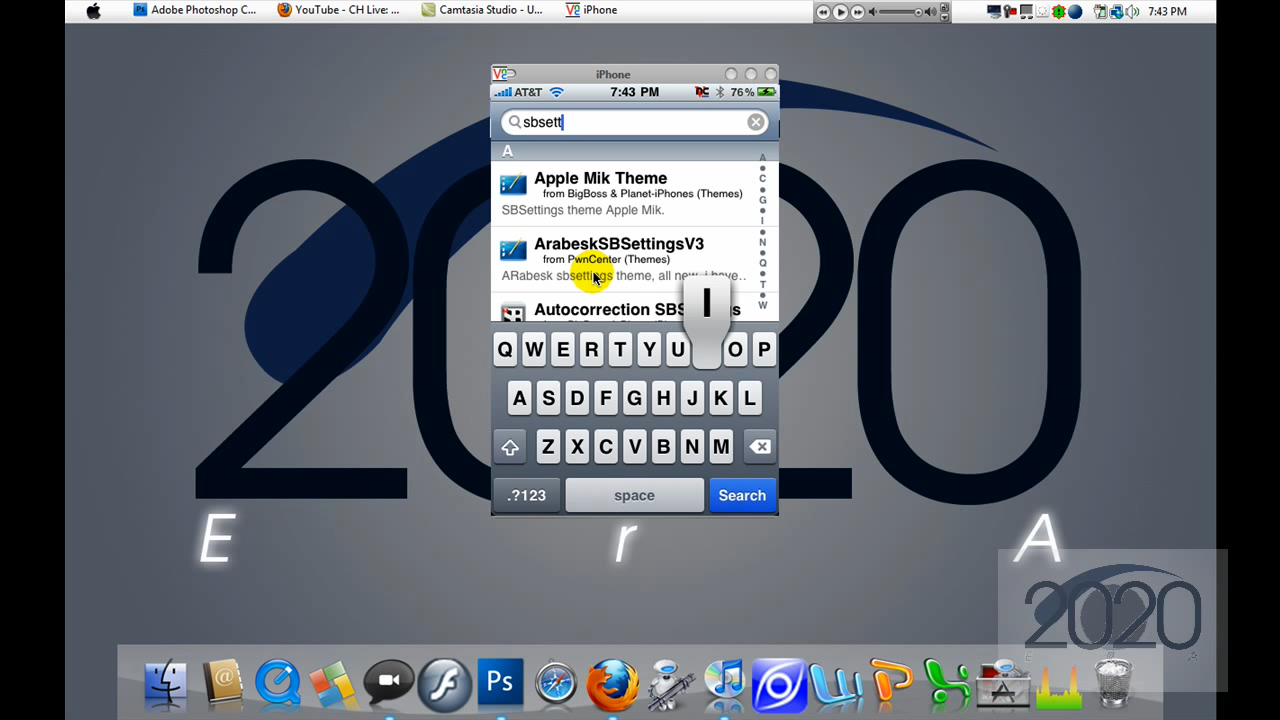 Adobe Photoshop C... YouTube - CH Live: ... Camtasia Studio - U... iPhone 7:43 PM
iPhone
AT&T 7:43 PM 76%
sbsett
A
Apple Mik Theme
from BigBoss & Planet-iPhones (Themes)
SBSettings theme Apple Mik.
ArabeskSBSettingsV3
from PwnCenter (Themes)
ARabesk sbsettings theme, all new, i have..
Autocorrection SBS
A
C
G
I
N
Q
T
W
I
Q W E R T Y U O P
A S D F G H J K L
Z X C V B N M
.?123 space Search
2020
E r A
2020
Ps